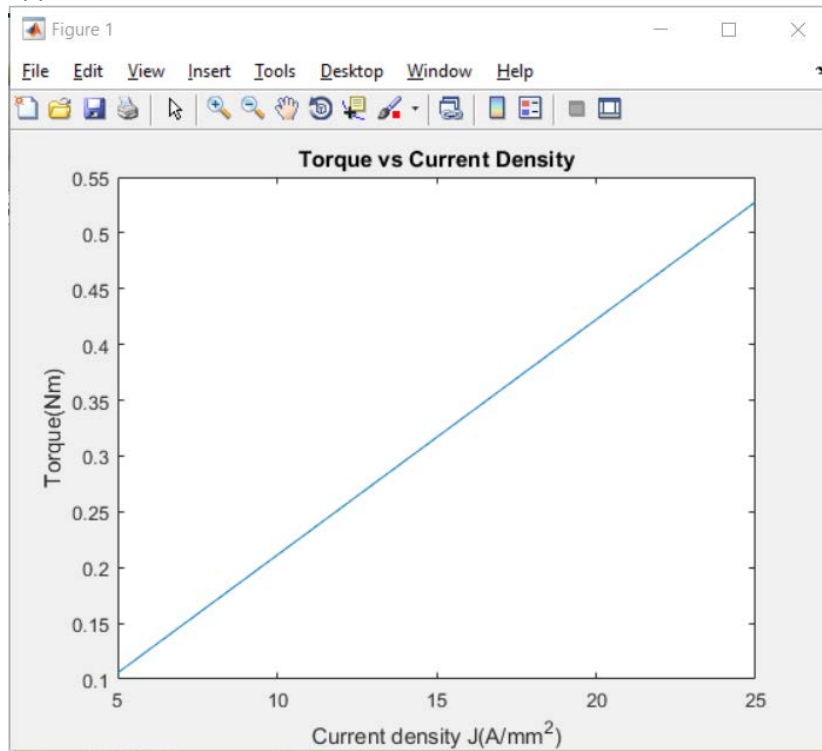 Figure 1
File Edit View Insert Tools Desktop Window Help
Torque vs Current Density
0.55
0.5
0.45
0.4
0.35
0.3
0.25
0.2
0.15
0.1
Torque(Nm)
5 10 15 20 25
Current density J(A/mm²)